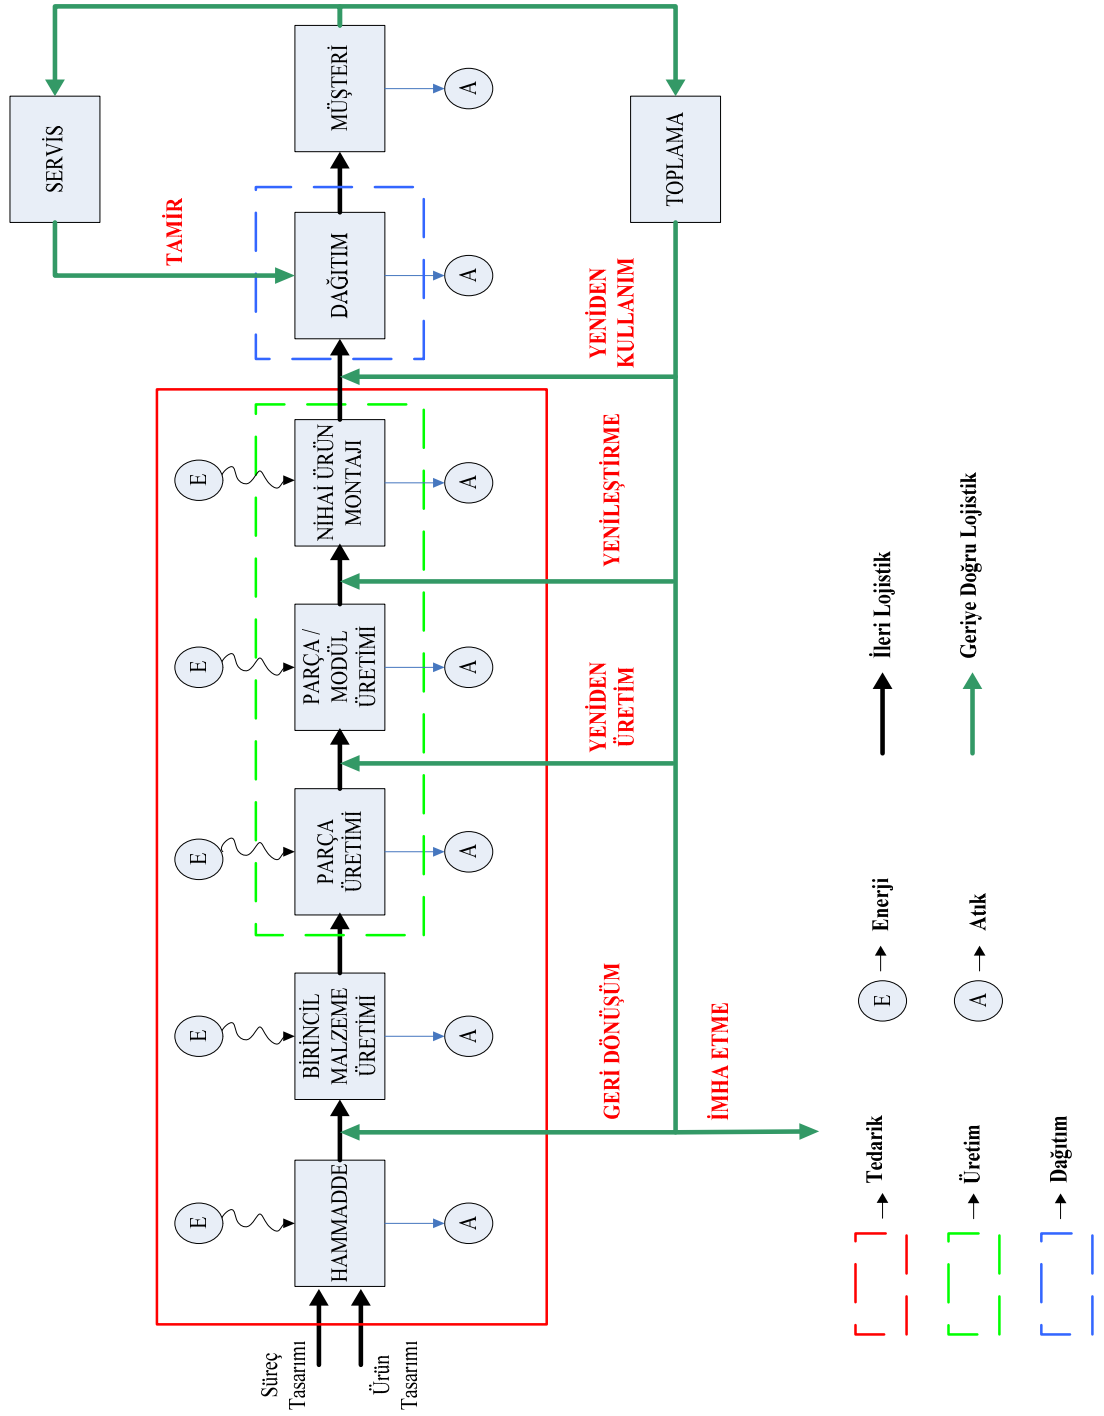 Süreç
Tasarımı
Ürün
Tasarımı
E
E
E
E
E
HAMMADDE
BİRİNCİL
MALZEME
ÜRETİMİ
PARÇA
ÜRETİMİ
PARÇA /
MODÜL
ÜRETİMİ
NİHAİ ÜRÜN
MONTAJI
DAĞITIM
MÜŞTERİ
A
A
A
A
A
A
A
SERVİS
TAMİR
TOPLAMA
GERİ DÖNÜŞÜM
YENİDEN
ÜRETİM
YENİLEŞTİRME
YENİDEN
KULLANIM
İMHA ETME
Tedarik
E
Enerji
İleri Lojistik
Üretim
A
Atık
Geriye Doğru Lojistik
Dağıtım